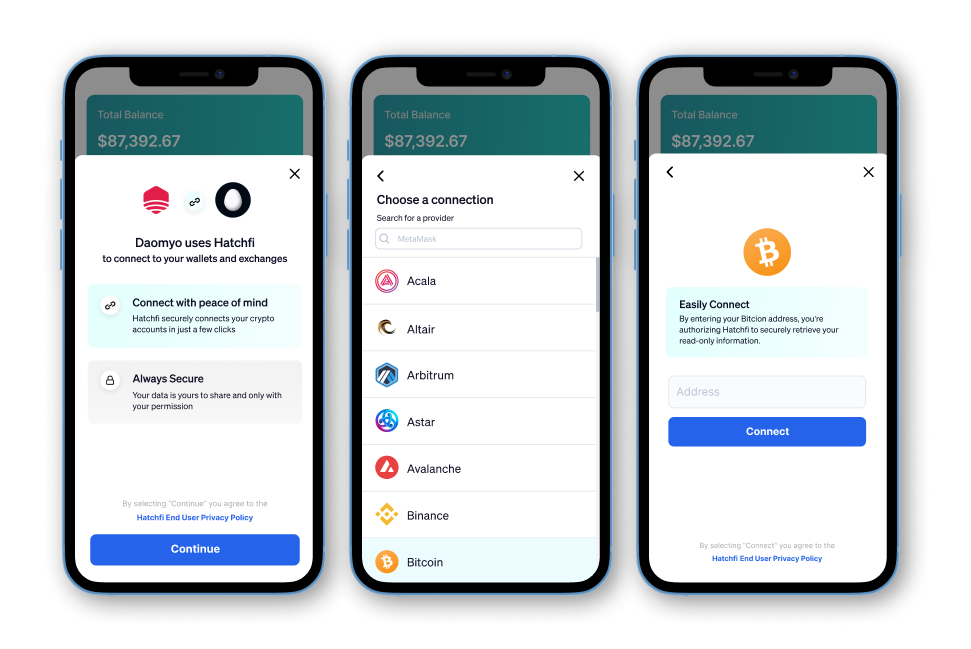 Total Balance
$87,392.67
Daomyo uses Hatchfi
to connect to your wallets and exchanges
Connect with peace of mind
Hatchfi securely connects your crypto
accounts in just a few clicks
Always Secure
Your data is yours to share and only with
your permission
By selecting "Continue" you agree to the
Hatchfi End User Privacy Policy
Continue
Total Balance
$87,392.67
Choose a connection
Search for a provider
MetaMask
Acala
Altair
Arbitrum
Astar
Avalanche
Binance
Bitcoin
Total Balance
$87,392.67
Easily Connect
By entering your Bitcion address, you're
authorizing Hatchfi to securely retrieve your
read-only information.
Address
Connect
By selecting "Connect" you agree to the
Hatchfi End User Privacy Policy